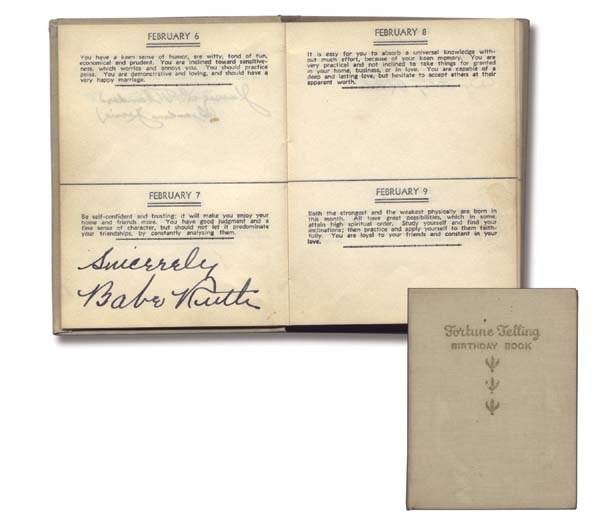 FEBRUARY 6
You have a keen sense of humor, are witty, fond of fun,
economical and prudent. You are inclined toward sensitive-
ness, which worries and annoys you. You should practice
poise. You are demonstrative and loving, and should have a
very happy marriage.
FEBRUARY 7
Be self-confident and trusting; it will make you enjoy your
home and friends more. You have good judgment and a
fine sense of character, but should not let it predominate
your friendships, by constantly analyzing them.
Sincerely
Babe Ruth
FEBRUARY 8
It is easy for you to absorb a universal knowledge with-
out much effort, because of your keen memory. You are
very practical and not inclined to take things for granted
in your home, business, or in love. You are capable of a
deep and lasting love, but hesitate to accept others at their
apparent worth.
FEBRUARY 9
Both the strongest and the weakest physically are born in
this month. All have great possibilities, which in some,
attain high spiritual order. Study yourself and find your
inclinations; then practice and apply yourself to them faith-
fully. You are loyal to your friends and constant in your
love.
Fortune Telling
BIRTHDAY BOOK